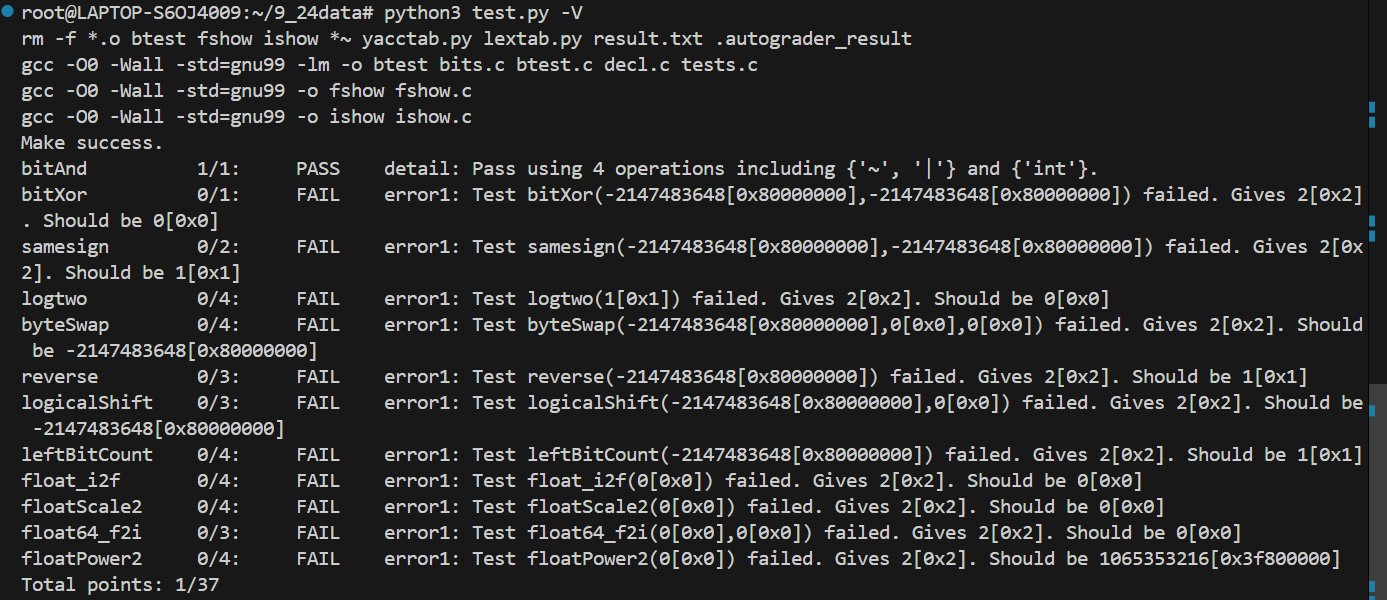 root@LAPTOP-S6OJ4009:~/9_24data# python3 test.py -V
rm -f *.o btest fshow ishow *~ yacctab.py lextab.py result.txt .autograder_result
gcc -O0 -Wall -std=gnu99 -lm -o btest bits.c btest.c decl.c tests.c
gcc -O0 -Wall -std=gnu99 -o fshow fshow.c
gcc -O0 -Wall -std=gnu99 -o ishow ishow.c
Make success.
bitAnd          1/1:     PASS    detail: Pass using 4 operations including {'~', '|'} and {'int'}.
bitXor          0/1:     FAIL    error1: Test bitXor(-2147483648[0x80000000],-2147483648[0x80000000]) failed. Gives 2[0x2]
. Should be 0[0x0]
samesign        0/2:     FAIL    error1: Test samesign(-2147483648[0x80000000],-2147483648[0x80000000]) failed. Gives 2[0x
2]. Should be 1[0x1]
logtwo          0/4:     FAIL    error1: Test logtwo(1[0x1]) failed. Gives 2[0x2]. Should be 0[0x0]
byteSwap        0/4:     FAIL    error1: Test byteSwap(-2147483648[0x80000000],0[0x0],0[0x0]) failed. Gives 2[0x2]. Should
 be -2147483648[0x80000000]
reverse         0/3:     FAIL    error1: Test reverse(-2147483648[0x80000000]) failed. Gives 2[0x2]. Should be 1[0x1]
logicalShift    0/3:     FAIL    error1: Test logicalShift(-2147483648[0x80000000],0[0x0]) failed. Gives 2[0x2]. Should be
 -2147483648[0x80000000]
leftBitCount    0/4:     FAIL    error1: Test leftBitCount(-2147483648[0x80000000]) failed. Gives 2[0x2]. Should be 1[0x1]
float_i2f       0/4:     FAIL    error1: Test float_i2f(0[0x0]) failed. Gives 2[0x2]. Should be 0[0x0]
floatScale2     0/4:     FAIL    error1: Test floatScale2(0[0x0]) failed. Gives 2[0x2]. Should be 0[0x0]
float64_f2i     0/3:     FAIL    error1: Test float64_f2i(0[0x0],0[0x0]) failed. Gives 2[0x2]. Should be 0[0x0]
floatPower2     0/4:     FAIL    error1: Test floatPower2(0[0x0]) failed. Gives 2[0x2]. Should be 1065353216[0x3f800000]
Total points: 1/37